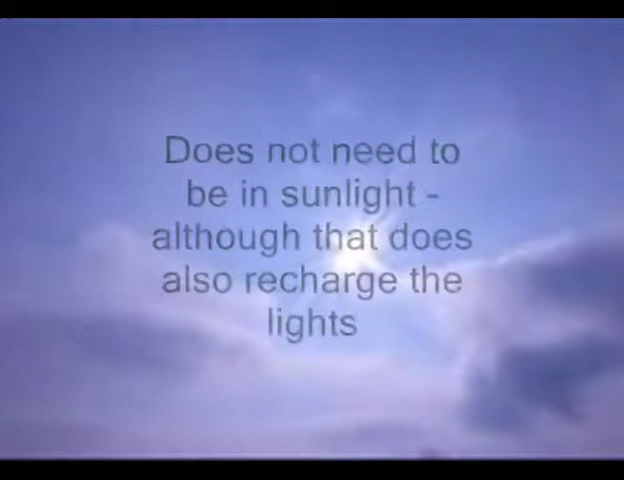 Does not need to
be in sunlight -
although that does
also recharge the
lights